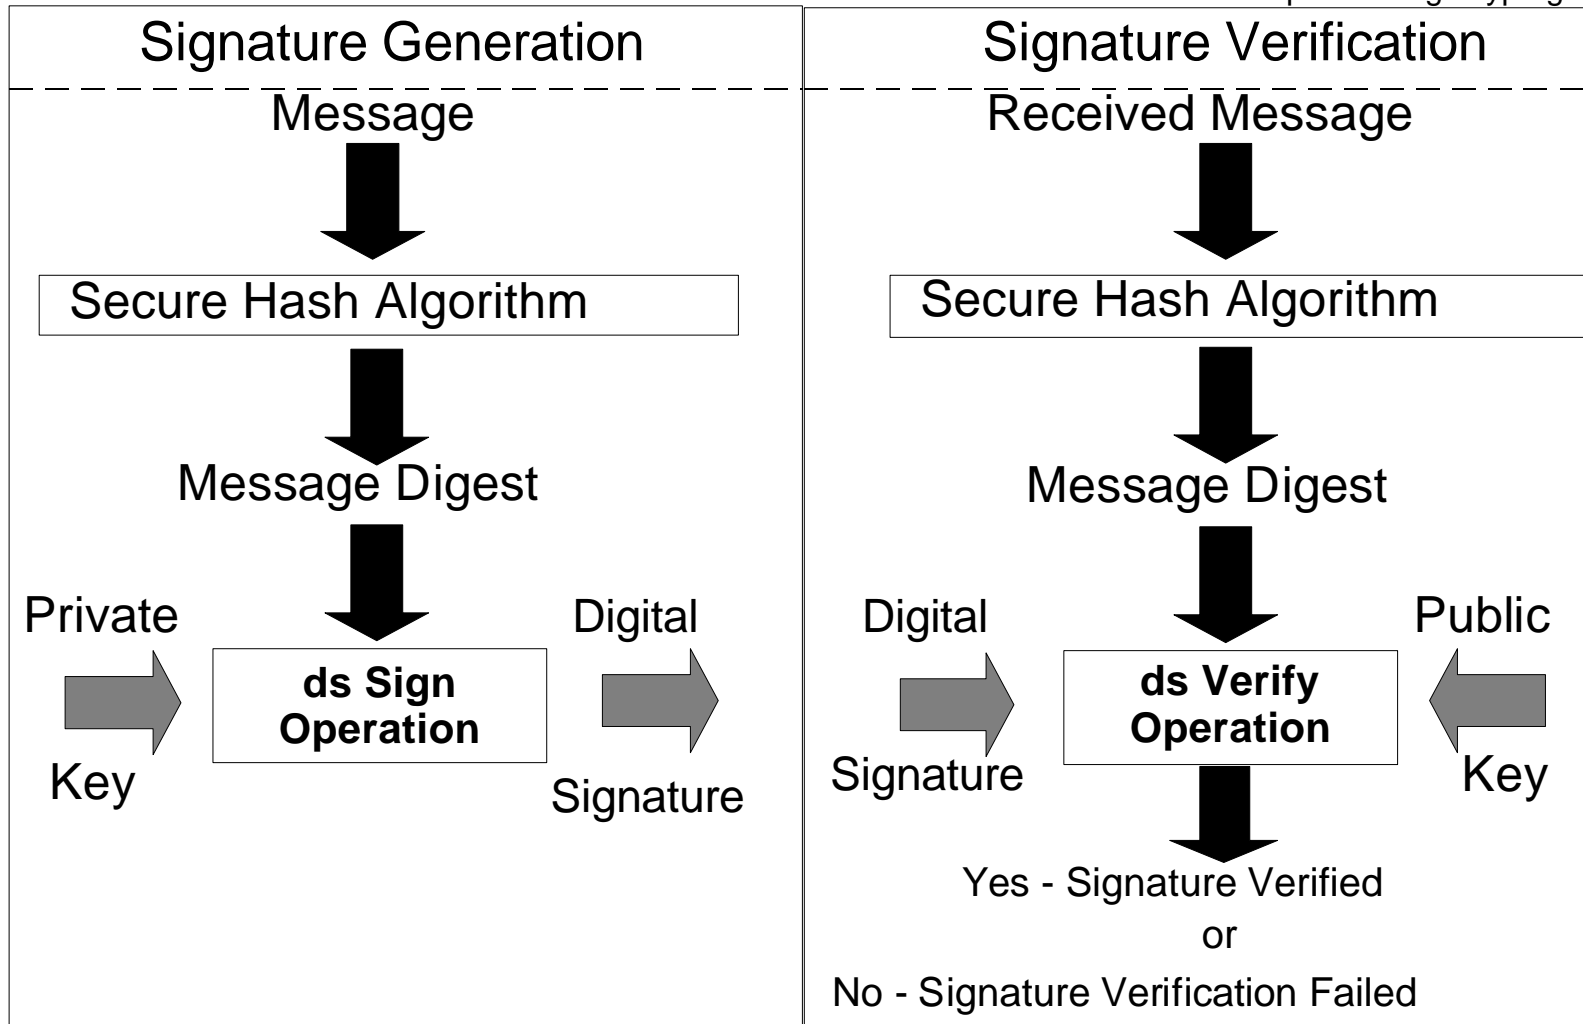 Signature Generation
Message
Secure Hash Algorithm
Message Digest
Private
Key
ds Sign
Operation
Digital
Signature
Signature Verification
Received Message
Secure Hash Algorithm
Message Digest
Digital
Signature
ds Verify
Operation
Public
Key
Yes - Signature Verified
or
No - Signature Verification Failed